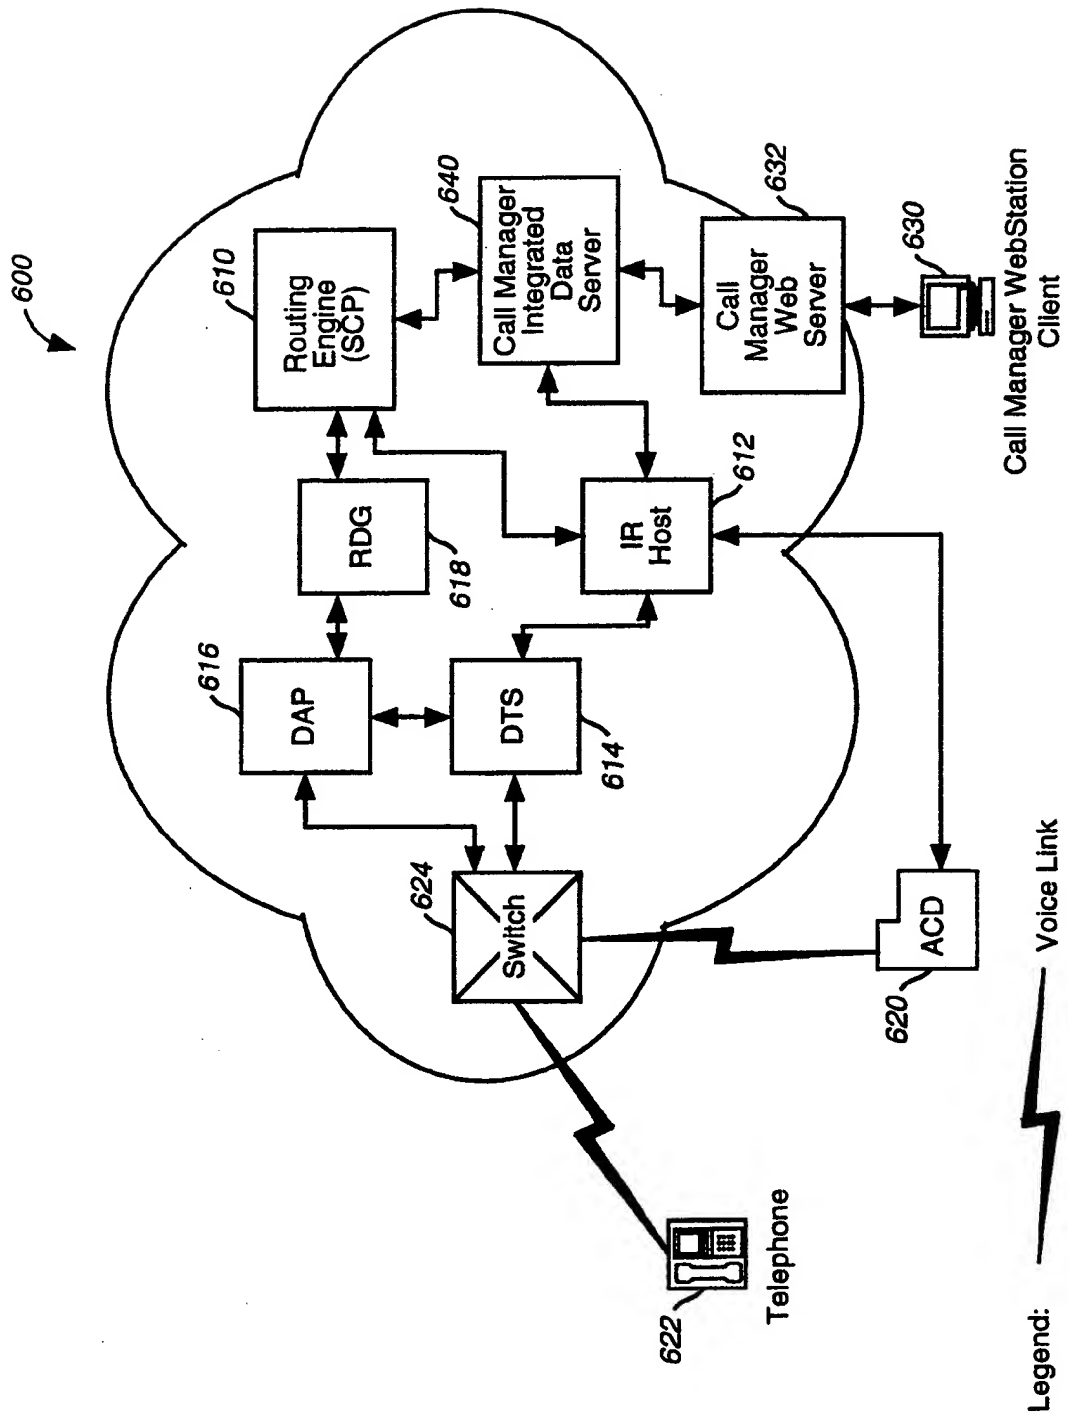 600
610
Routing
Engine
(SCP)
640
Call Manager
Integrated
Data
Server
632
Call
Manager
Web
Server
630
Call Manager WebStation
Client
618
RDG
612
IR
Host
616
DAP
614
DTS
624
Switch
620
ACD
622
Telephone
Legend:
Voice Link